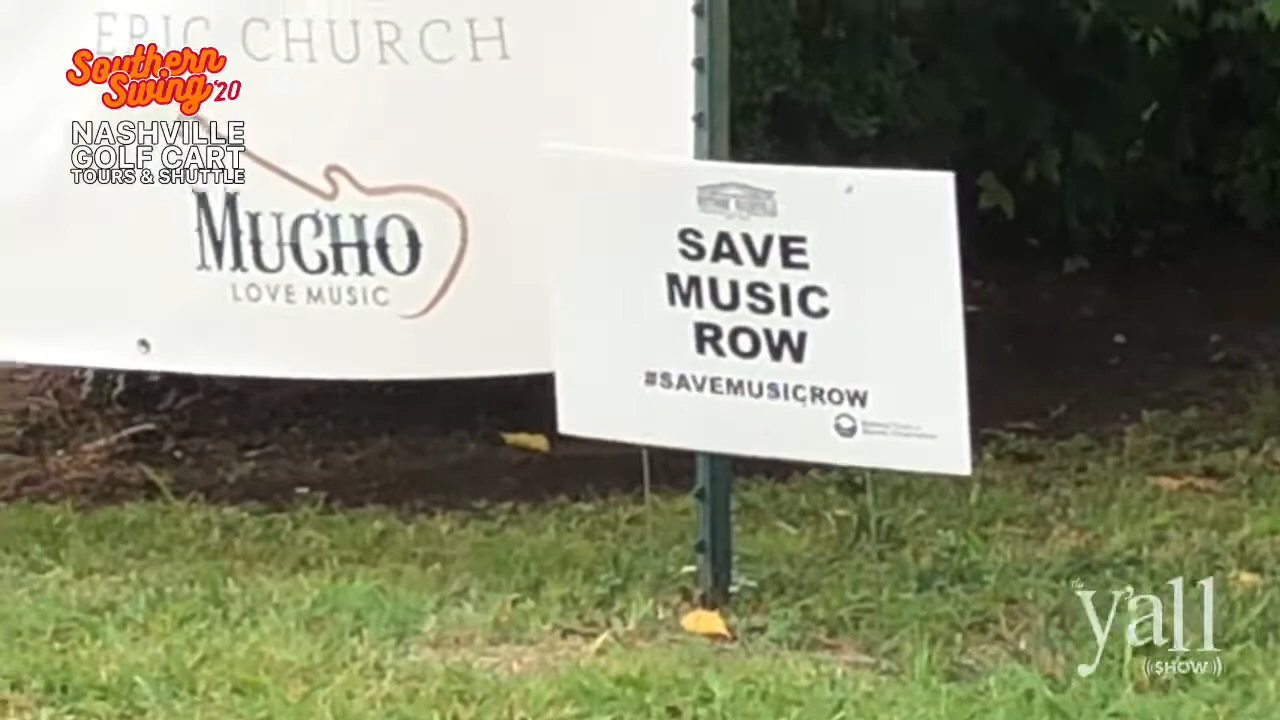 ERIC CHURCH
Southern
Swing '20
NASHVILLE
GOLF CART
TOURS & SHUTTLE
MUCHO
LOVE MUSIC
SAVE
MUSIC
ROW
#SAVEMUSICROW
The
y'all
SHOW